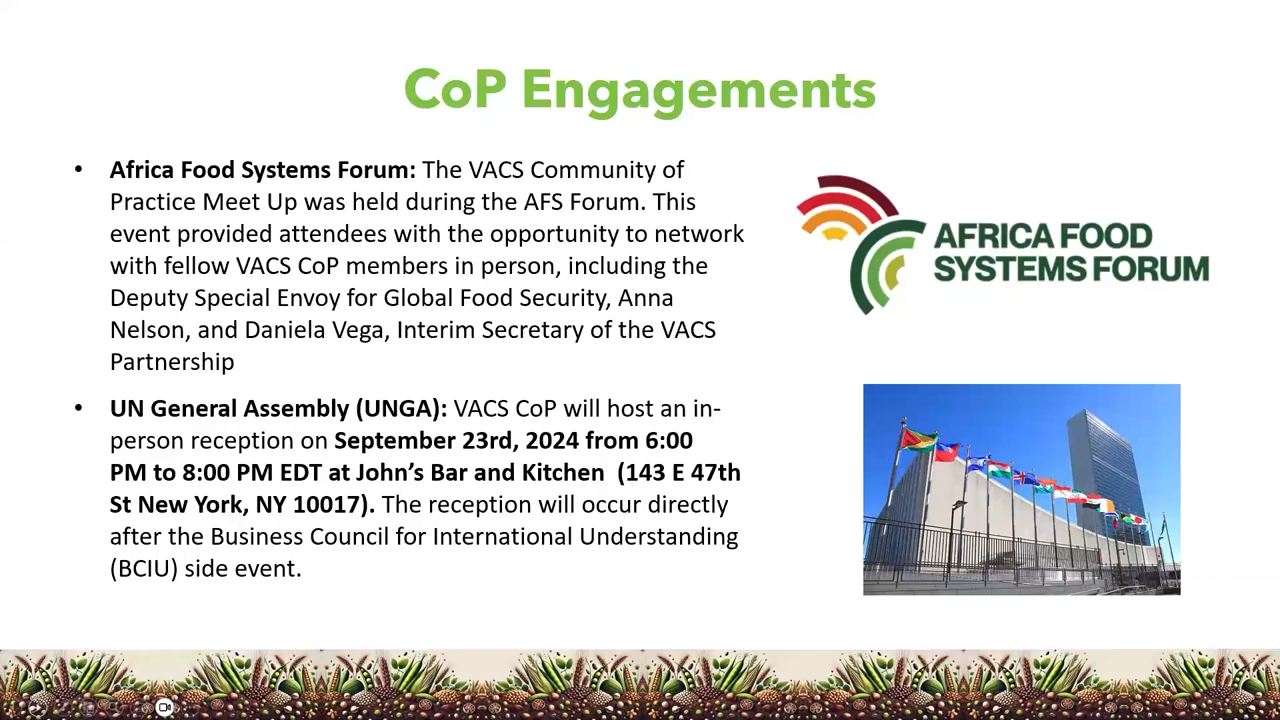 CoP Engagements
• Africa Food Systems Forum: The VACS Community of
Practice Meet Up was held during the AFS Forum. This
event provided attendees with the opportunity to network
with fellow VACS CoP members in person, including the
Deputy Special Envoy for Global Food Security, Anna
Nelson, and Daniela Vega, Interim Secretary of the VACS
Partnership
• UN General Assembly (UNGA): VACS CoP will host an in-
person reception on September 23rd, 2024 from 6:00
PM to 8:00 PM EDT at John’s Bar and Kitchen (143 E 47th
St New York, NY 10017). The reception will occur directly
after the Business Council for International Understanding
(BCIU) side event.
AFRICA FOOD
SYSTEMS FORUM